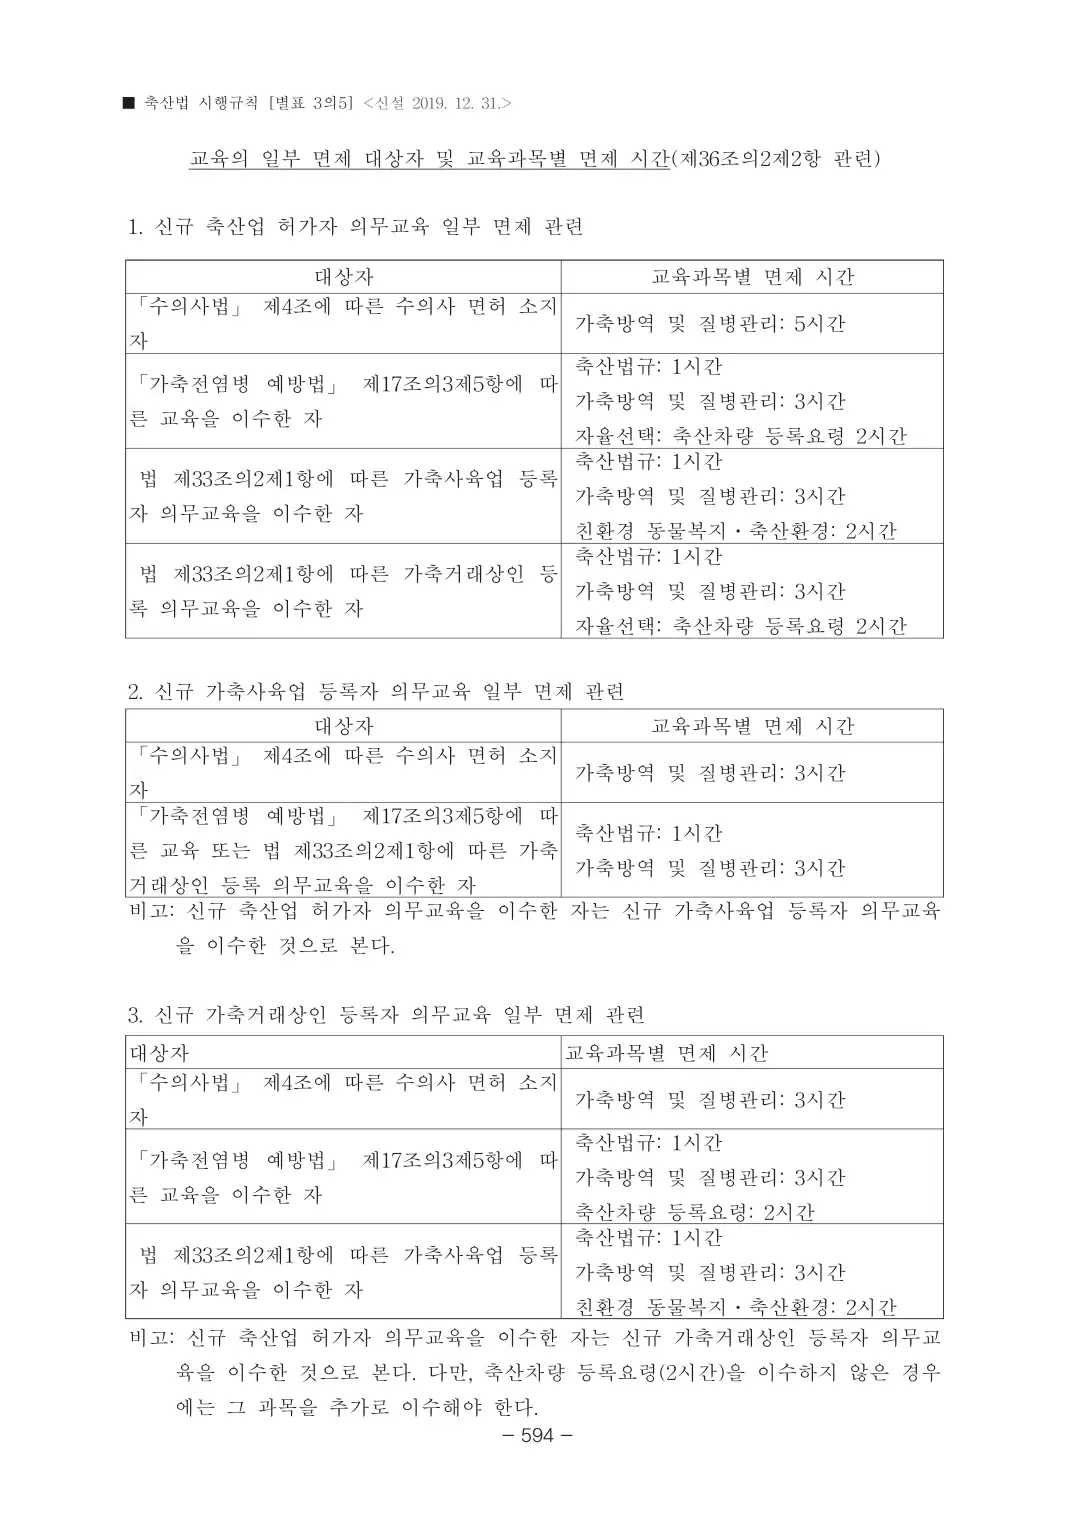 ■ 축산법 시행규칙 [별표 3의5] <신설 2019. 12. 31.>
교육의 일부 면제 대상자 및 교육과목별 면제 시간(제36조의2제2항 관련)
1. 신규 축산업 허가자 의무교육 일부 면제 관련
대상자 교육과목별 면제 시간
「수의사법」 제4조에 따른 수의사 면허 소지
자
가축방역 및 질병관리: 5시간
「가축전염병 예방법」 제17조의3제5항에 따
른 교육을 이수한 자
축산법규: 1시간
가축방역 및 질병관리: 3시간
자율선택: 축산차량 등록요령 2시간
법 제33조의2제1항에 따른 가축사육업 등록
자 의무교육을 이수한 자
축산법규: 1시간
가축방역 및 질병관리: 3시간
친환경 동물복지・축산환경: 2시간
법 제33조의2제1항에 따른 가축거래상인 등
록 의무교육을 이수한 자
축산법규: 1시간
가축방역 및 질병관리: 3시간
자율선택: 축산차량 등록요령 2시간
2. 신규 가축사육업 등록자 의무교육 일부 면제 관련
대상자 교육과목별 면제 시간
「수의사법」 제4조에 따른 수의사 면허 소지
자
가축방역 및 질병관리: 3시간
「가축전염병 예방법」 제17조의3제5항에 따
른 교육 또는 법 제33조의2제1항에 따른 가축
거래상인 등록 의무교육을 이수한 자
축산법규: 1시간
가축방역 및 질병관리: 3시간
비고: 신규 축산업 허가자 의무교육을 이수한 자는 신규 가축사육업 등록자 의무교육
을 이수한 것으로 본다.
3. 신규 가축거래상인 등록자 의무교육 일부 면제 관련
대상자 교육과목별 면제 시간
「수의사법」 제4조에 따른 수의사 면허 소지
자
가축방역 및 질병관리: 3시간
「가축전염병 예방법」 제17조의3제5항에 따
른 교육을 이수한 자
축산법규: 1시간
가축방역 및 질병관리: 3시간
축산차량 등록요령: 2시간
법 제33조의2제1항에 따른 가축사육업 등록
자 의무교육을 이수한 자
축산법규: 1시간
가축방역 및 질병관리: 3시간
친환경 동물복지・축산환경: 2시간
비고: 신규 축산업 허가자 의무교육을 이수한 자는 신규 가축거래상인 등록자 의무교
육을 이수한 것으로 본다. 다만, 축산차량 등록요령(2시간)을 이수하지 않은 경우
에는 그 과목을 추가로 이수해야 한다.
- 594 -